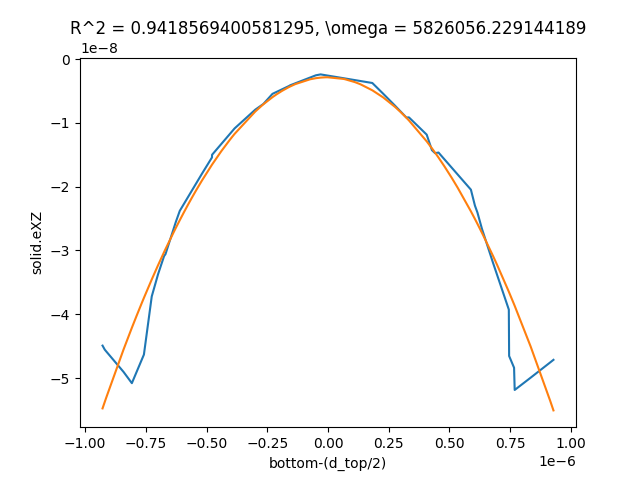 R^2 = 0.9418569400581295, \omega = 5826056.229144189
1e−8
0
−1
−2
−3
−4
−5
solid.eXZ
−1.00 −0.75 −0.50 −0.25 0.00 0.25 0.50 0.75 1.00
bottom-(d_top/2) 1e−6